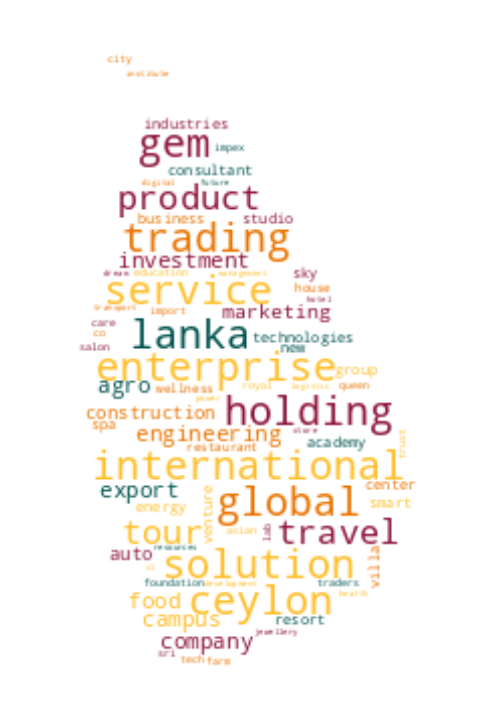 city
institute
industries
gem impex
consultant
digital future
product
business studio
trading
investment
dream education management sky
service house
hotel
transport import marketing
care
co lanka technologies
salon new
enterprise group
agro wellness royal logistic queen
power
construction holding
spa engineering store
restaurant academy trust
international
export center
energy venture global smart
tour asian lab travel
auto resources
solution villa
sl
foundation development traders
food ceylon health
campus resort
company jewellery
sri
tech farm